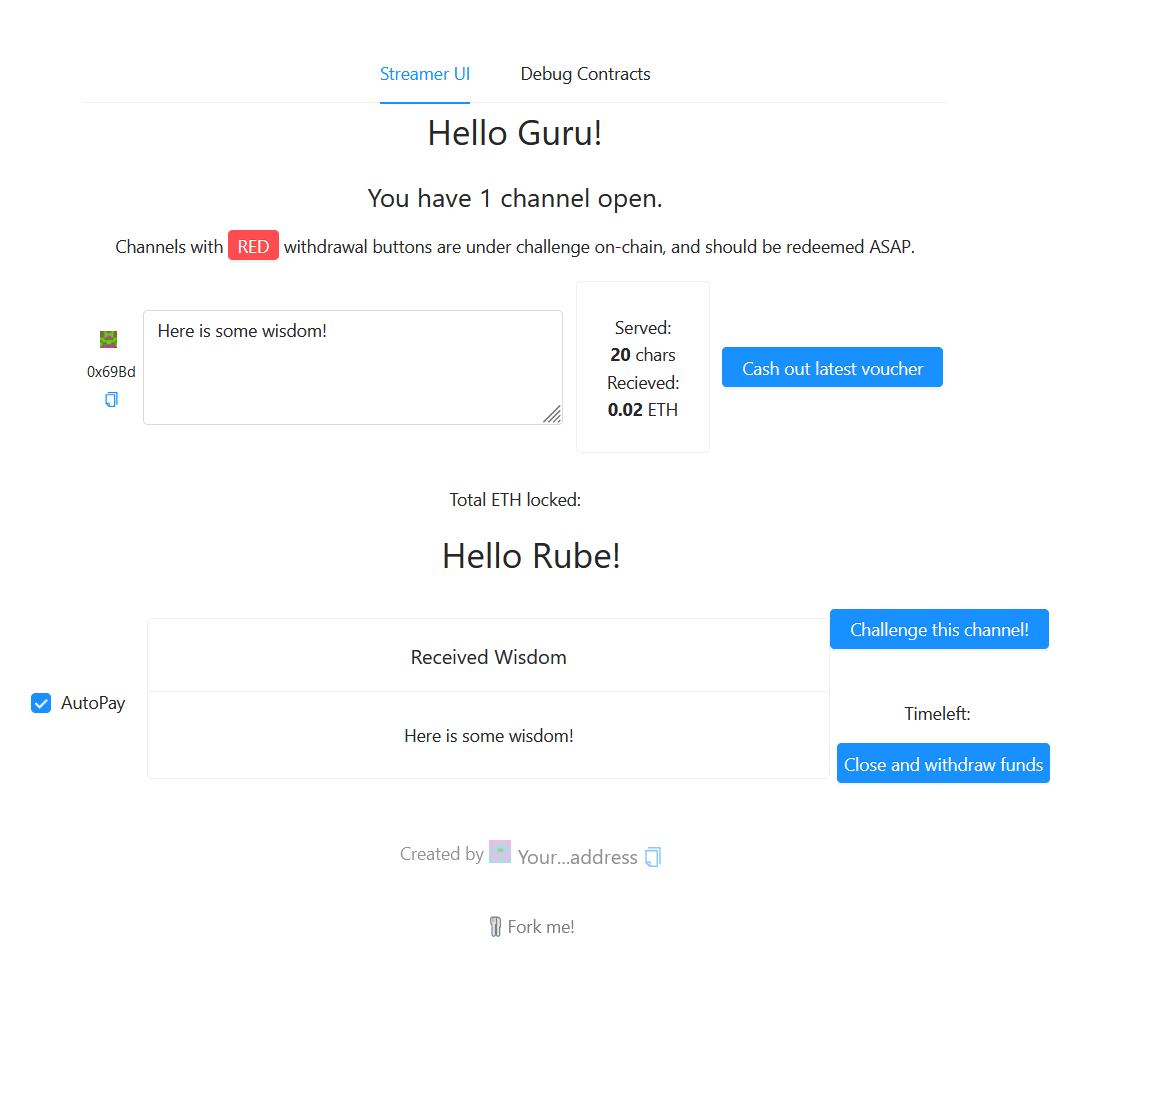 Streamer UI
Debug Contracts
Hello Guru!
You have 1 channel open.
Channels with RED withdrawal buttons are under challenge on-chain, and should be redeemed ASAP.
0x69Bd
Here is some wisdom!
Served:
20 chars
Recieved:
0.02 ETH
Cash out latest voucher
Total ETH locked:
Hello Rube!
AutoPay
Received Wisdom
Here is some wisdom!
Challenge this channel!
Timeleft:
Close and withdraw funds
Created by Your...address
Fork me!